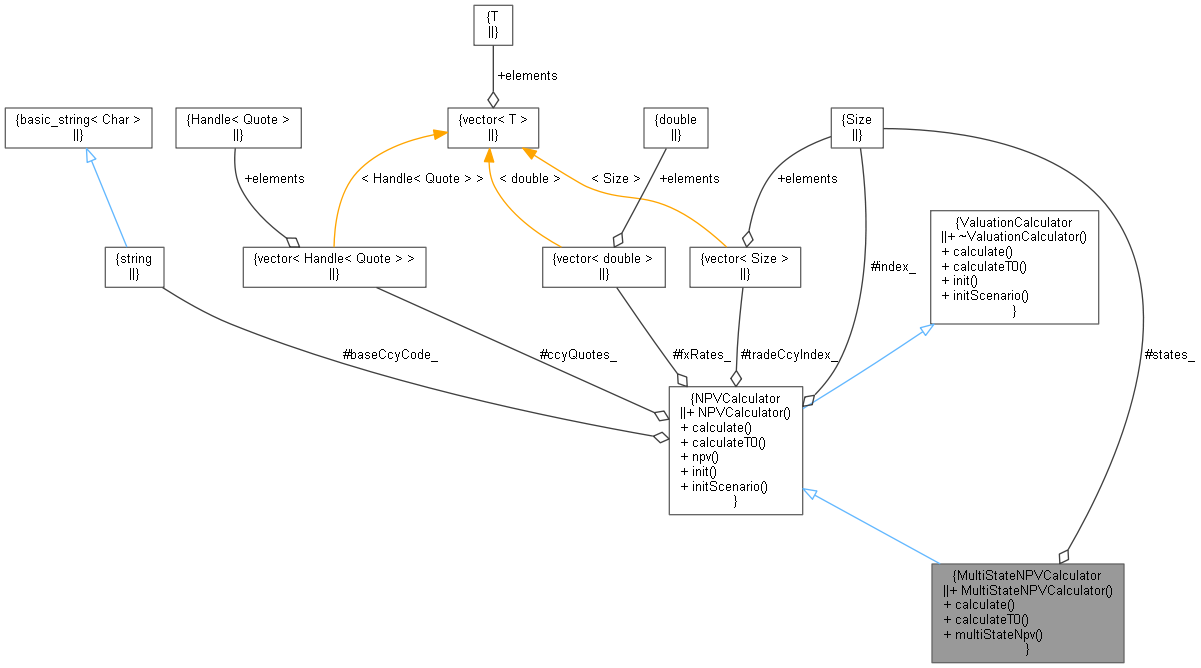 {T
||}
+elements
{basic_string< Char >
||}
{Handle< Quote >
||}
{vector< T >
||}
{double
||}
{Size
||}
+elements
< Handle< Quote > >
< double >
+elements
< Size >
+elements
{ValuationCalculator
||+ ~ValuationCalculator()
+ calculate()
+ calculateT0()
+ init()
+ initScenario()
}
{string
||}
{vector< Handle< Quote > >
||}
{vector< double >
||}
{vector< Size >
||}
#index_
#baseCcyCode_
#ccyQuotes_
#fxRates_
#tradeCcyIndex_
#states_
{NPVCalculator
||+ NPVCalculator()
+ calculate()
+ calculateT0()
+ npv()
+ init()
+ initScenario()
}
{MultiStateNPVCalculator
||+ MultiStateNPVCalculator()
+ calculate()
+ calculateT0()
+ multiStateNpv()
}